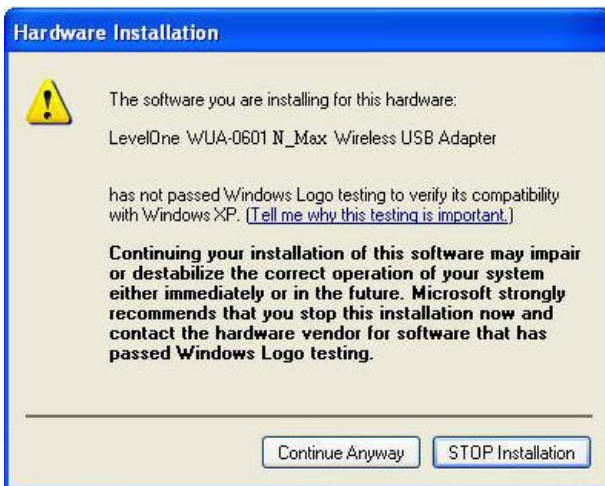 Hardware Installation
The software you are installing for this hardware:
LevelOne WUA-0601 N_Max Wireless USB Adapter
has not passed Windows Logo testing to verify its compatibility
with Windows XP. (Tell me why this testing is important.)
Continuing your installation of this software may impair
or destabilize the correct operation of your system
either immediately or in the future. Microsoft strongly
recommends that you stop this installation now and
contact the hardware vendor for software that has
passed Windows Logo testing.
Continue Anyway STOP Installation